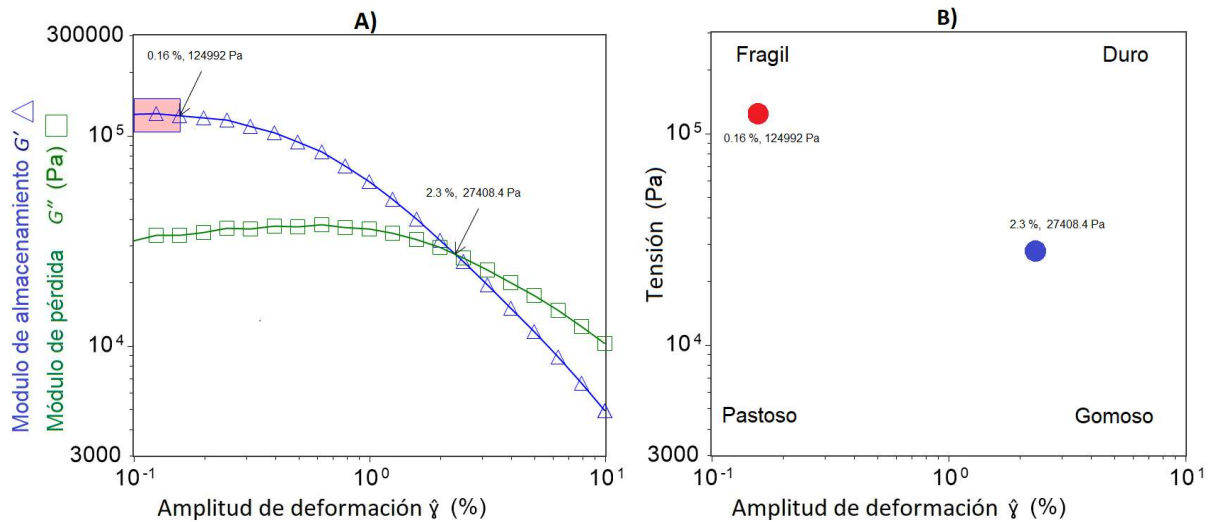 A)
300000
10⁵
10⁴
3000
10⁻¹
10⁰
10¹
Modulo de almacenamiento G′ △
Módulo de pérdida G″ (Pa) □
0.16 %, 124992 Pa
2.3 %, 27408.4 Pa
Amplitud de deformación γ̂ (%)
B)
Fragil
Duro
0.16 %, 124992 Pa
2.3 %, 27408.4 Pa
Pastoso
Gomoso
10⁵
10⁴
3000
10⁻¹
10⁰
10¹
Tensión (Pa)
Amplitud de deformación γ̂ (%)